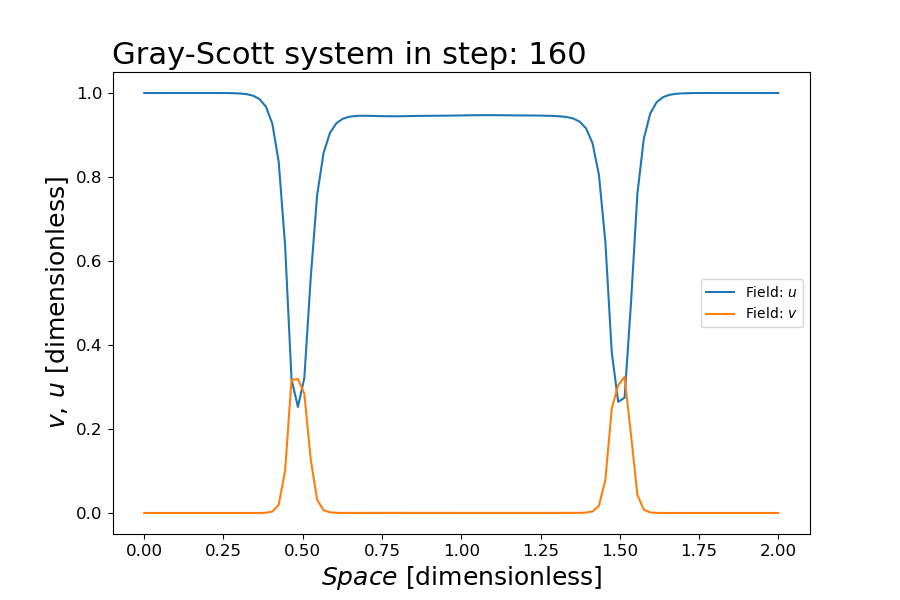 Gray-Scott system in step: 160
1.0
0.8
0.6
0.4
0.2
0.0
v, u [dimensionless]
Field: u
Field: v
0.00 0.25 0.50 0.75 1.00 1.25 1.50 1.75 2.00
Space [dimensionless]